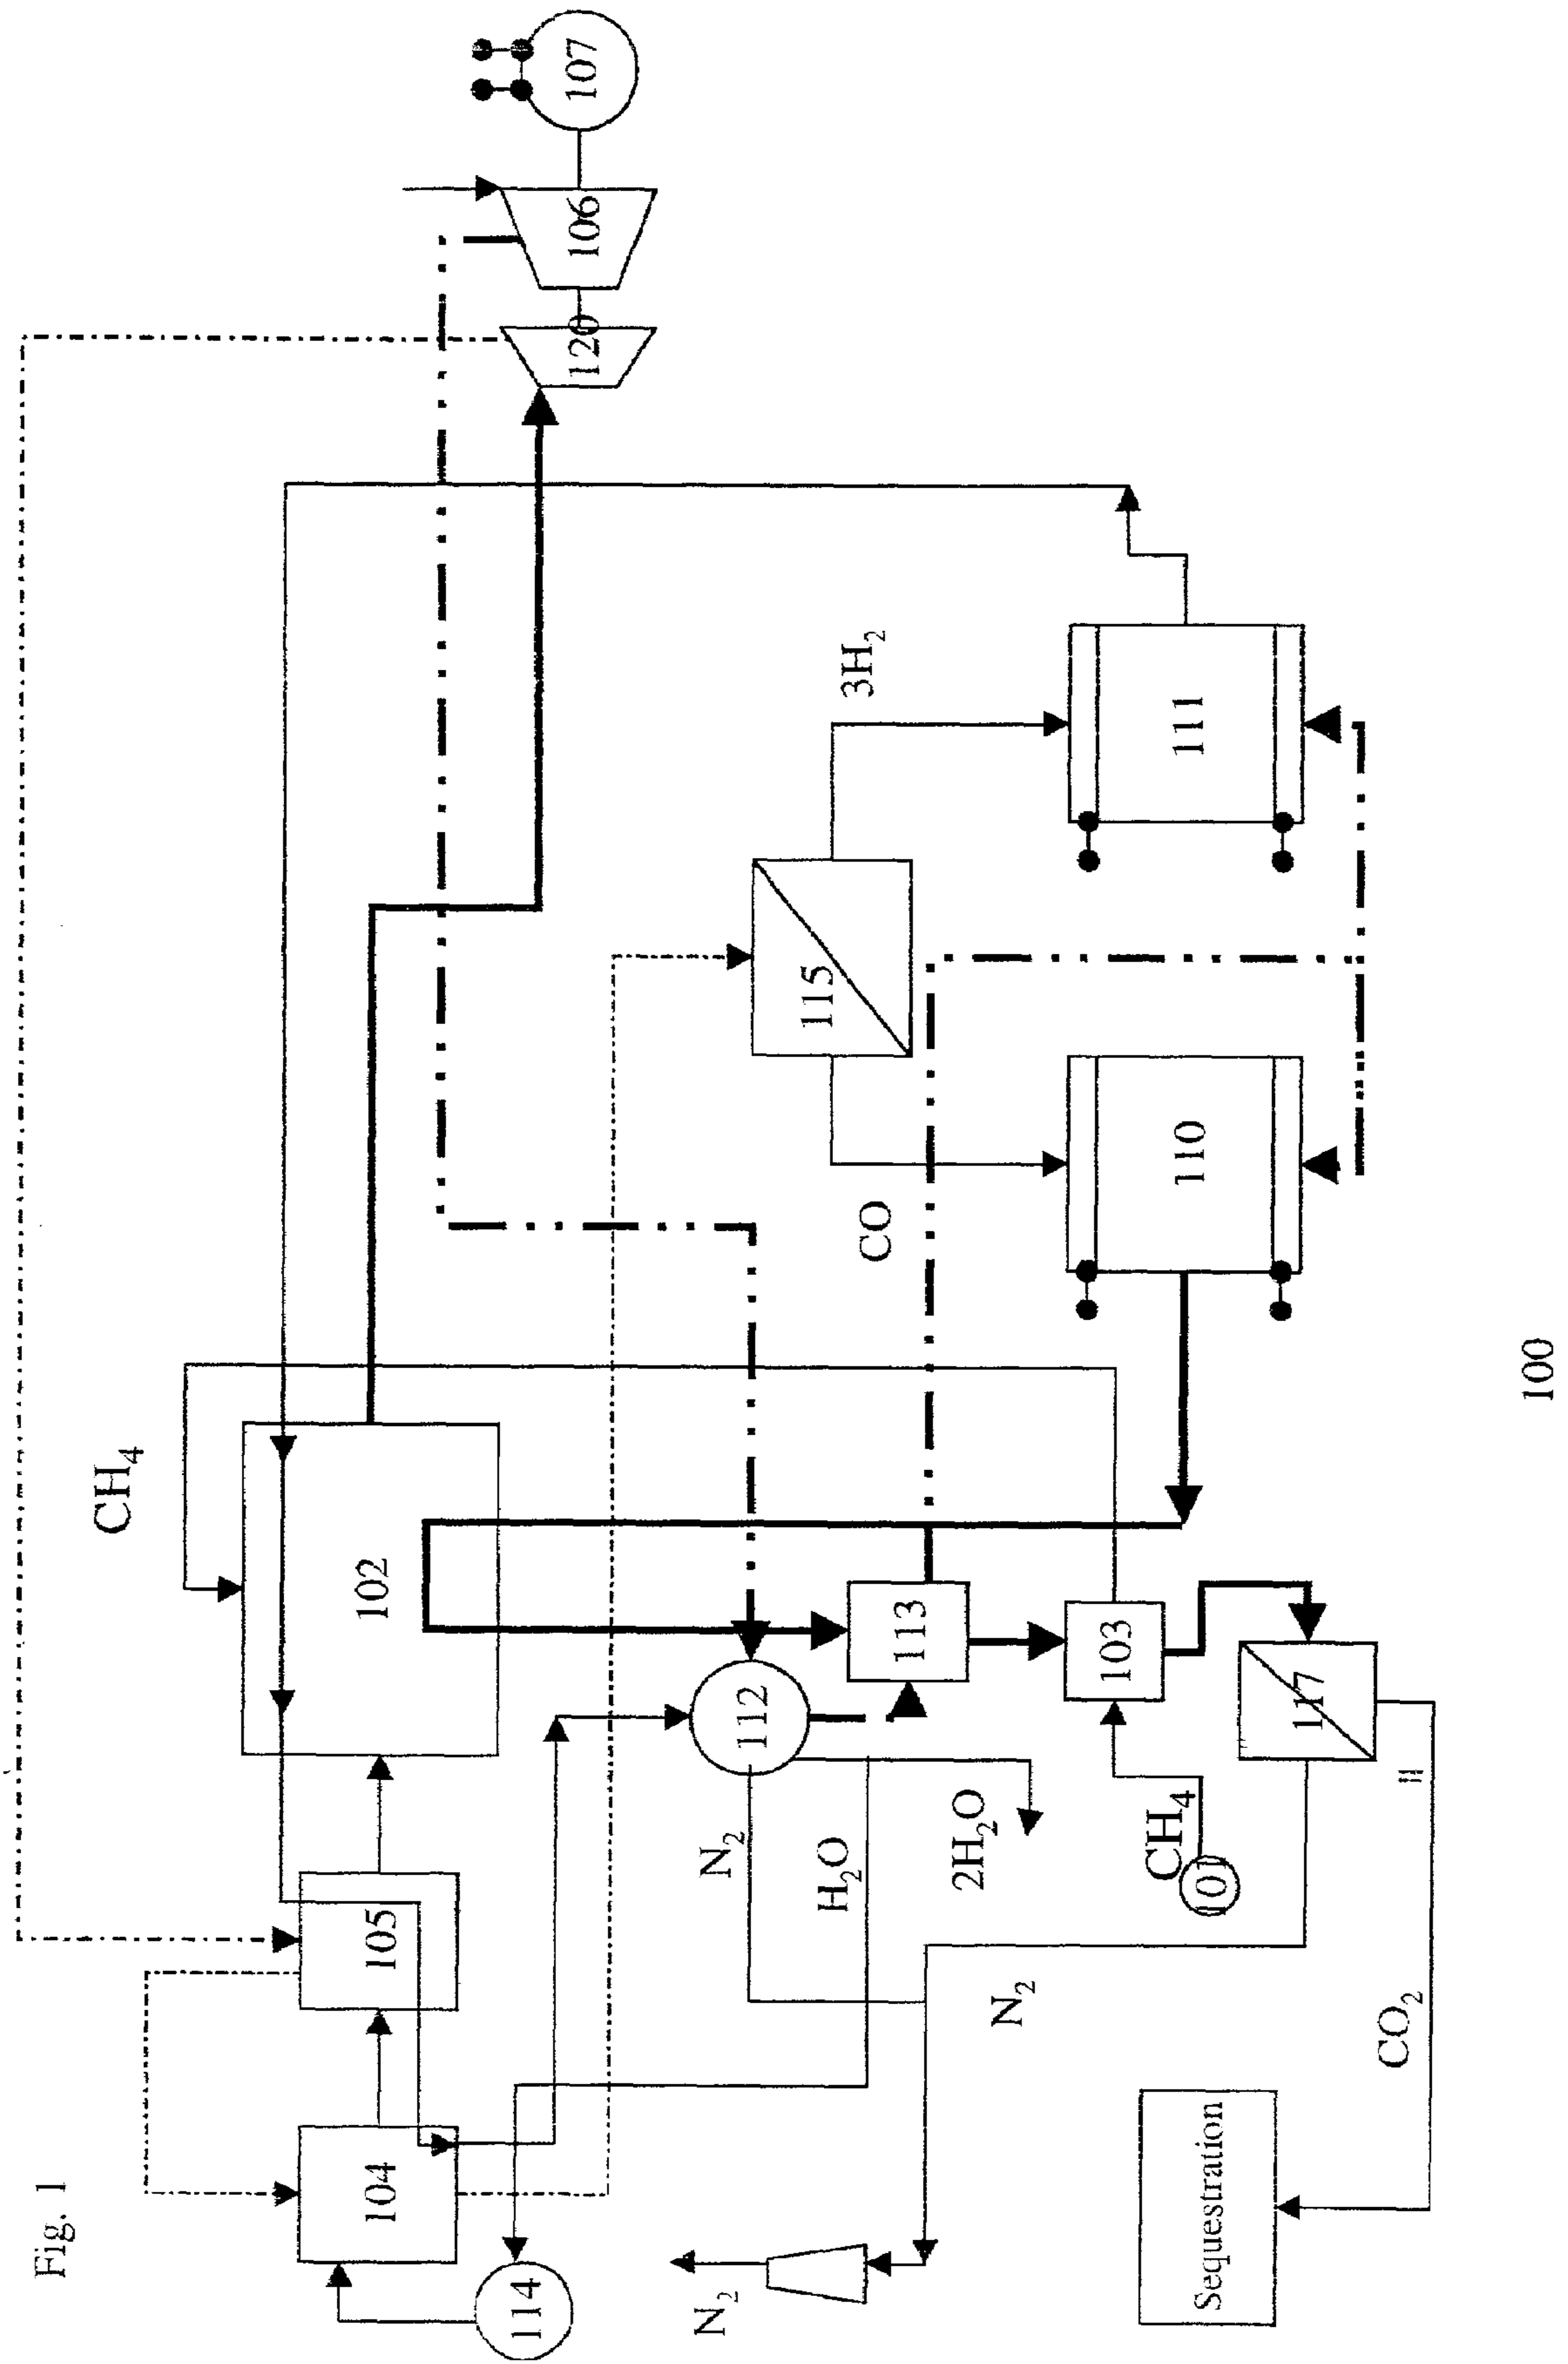 Fig. 1
CH4
107
106
120
102
105
104
114
3H2
115
CO
111
110
112
113
103
117
101
N2
H2O
2H2O
CH4
N2
N2
CO2
=
Sequestration
100